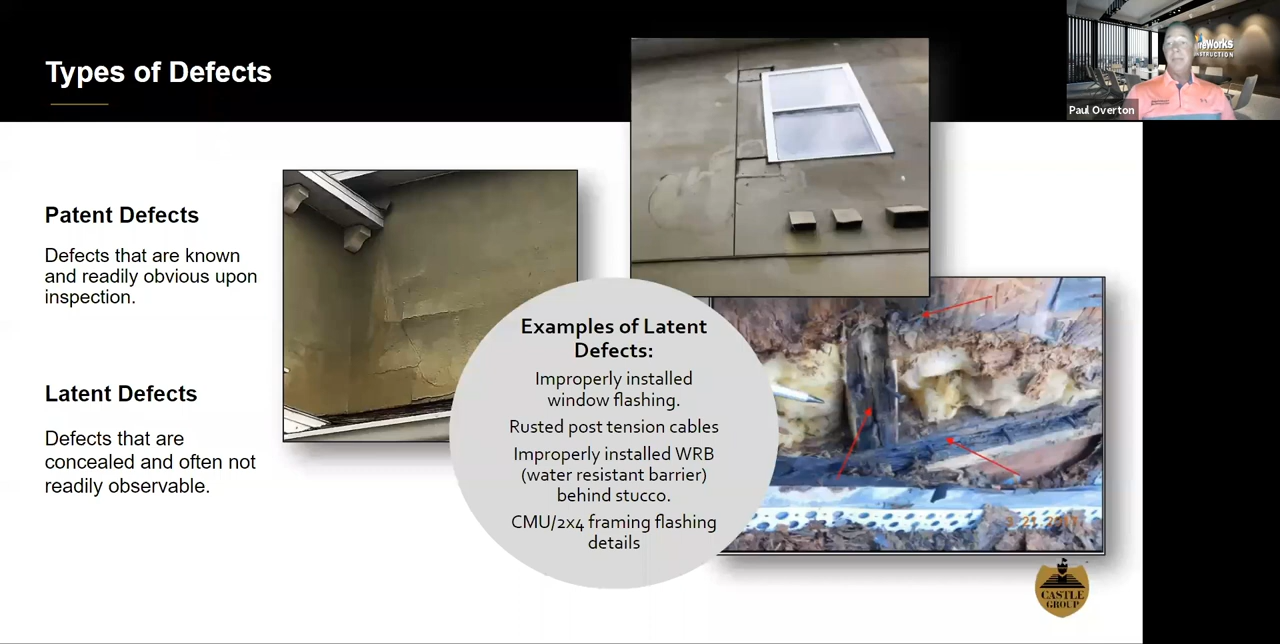 Types of Defects
Paul Overton
Patent Defects
Defects that are known
and readily obvious upon
inspection.
Latent Defects
Defects that are
concealed and often not
readily observable.
Examples of Latent
Defects:
Improperly installed
window flashing.
Rusted post tension cables
Improperly installed WRB
(water resistant barrier)
behind stucco.
CMU/2x4 framing flashing
details
CASTLE
GROUP